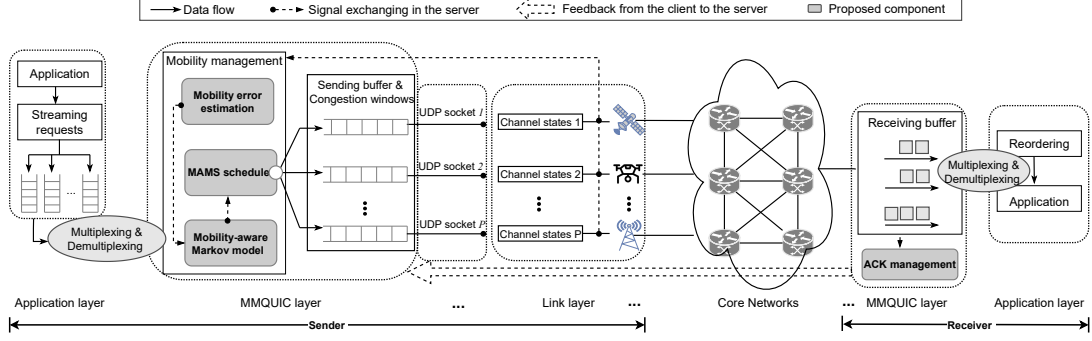 Data flow
Signal exchanging in the server
Feedback from the client to the server
Proposed component
Application
Streaming
requests
...
Multiplexing &
Demultiplexing
Mobility management
Mobility error
estimation
MAMS schedule
Mobility-aware
Markov model
Sending buffer &
Congestion windows
UDP socket 1
UDP socket 2
UDP socket P
Channel states 1
Channel states 2
Channel states P
Receiving buffer
ACK management
Multiplexing &
Demultiplexing
Reordering
Application
Application layer
MMQUIC layer
...
Link layer
...
Core Networks
...
MMQUIC layer
Application layer
Sender
Receiver